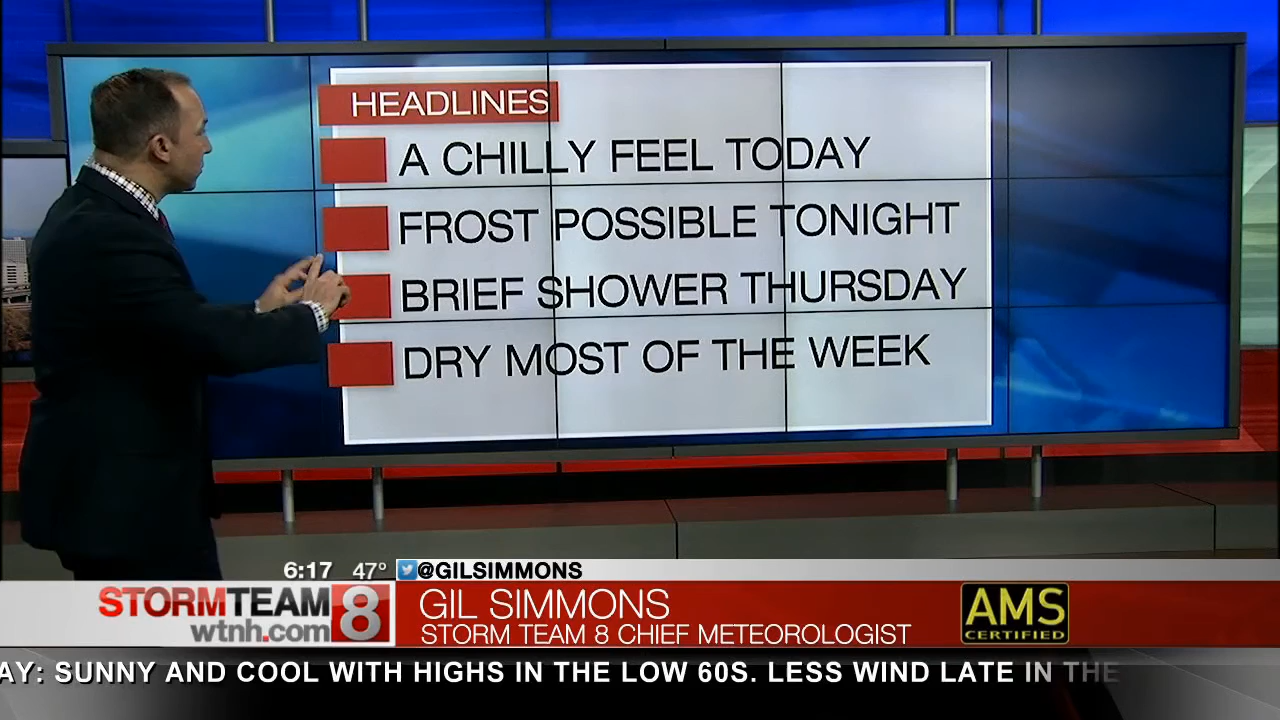 HEADLINES
A CHILLY FEEL TODAY
FROST POSSIBLE TONIGHT
BRIEF SHOWER THURSDAY
DRY MOST OF THE WEEK
6:17 47° @GILSIMMONS
STORMTEAM 8
wtnh.com
GIL SIMMONS
STORM TEAM 8 CHIEF METEOROLOGIST
AMS
CERTIFIED
AY: SUNNY AND COOL WITH HIGHS IN THE LOW 60S. LESS WIND LATE IN THE